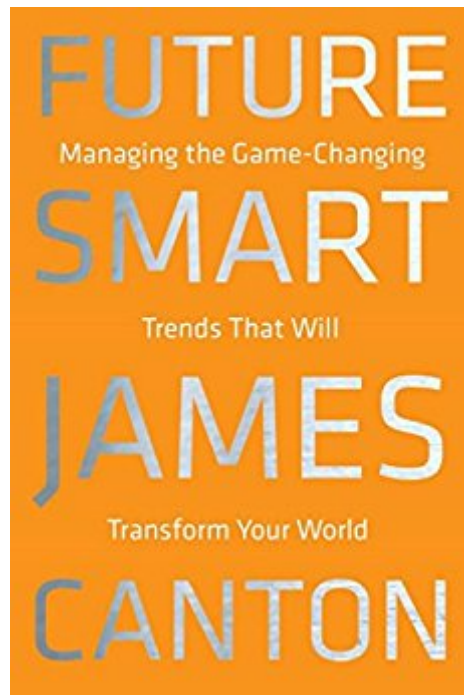 FUTURE
Managing the Game-Changing
SMART
Trends That Will
JAMES
Transform Your World
CANTON